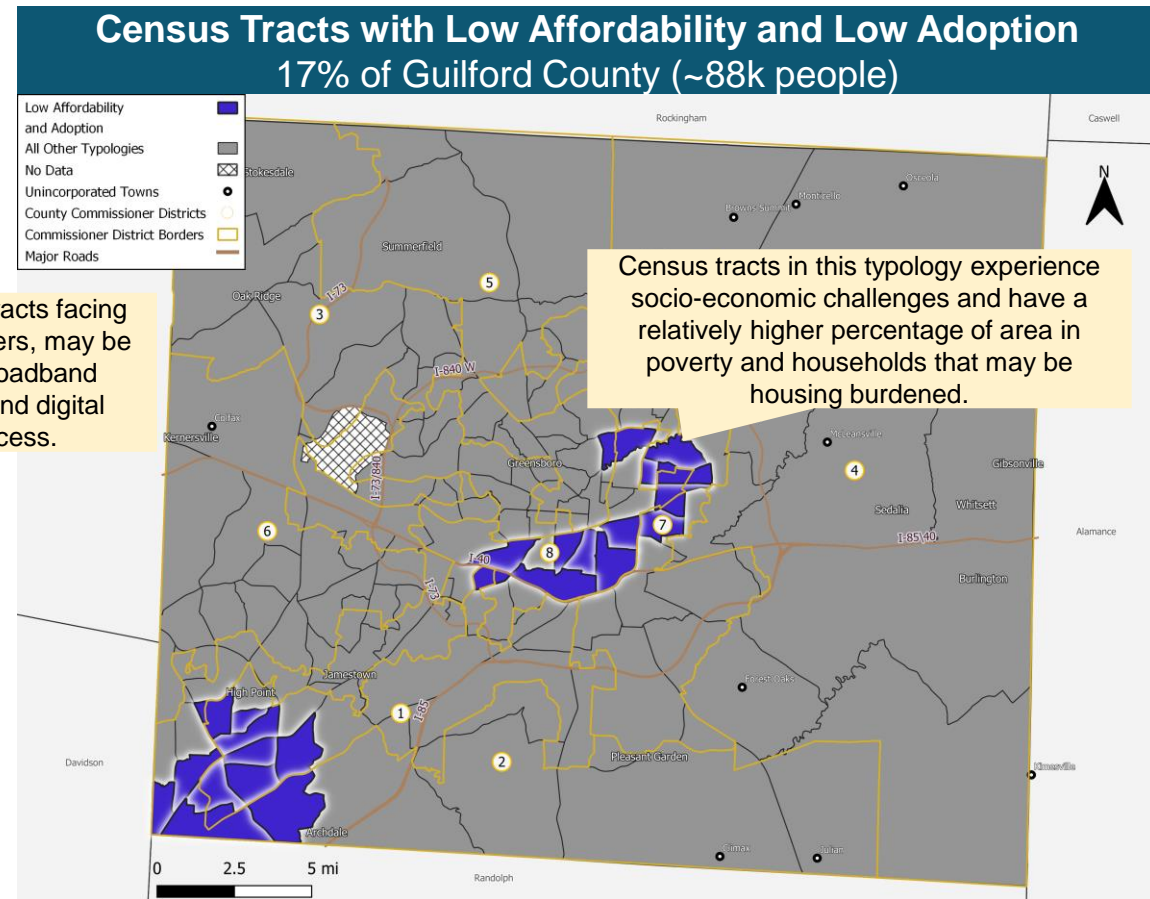 Census Tracts with Low Affordability and Low Adoption
17% of Guilford County (~88k people)
Low Affordability
and Adoption
All Other Typologies
No Data
Unincorporated Towns
County Commissioner Districts
Commissioner District Borders
Major Roads
Rockingham
Caswell
N
Stokesdale
Osceola
Monticello
Browns Summit
Summerfield
Census tracts in this typology experience
socio-economic challenges and have a
relatively higher percentage of area in
poverty and households that may be
housing burdened.
5
Oak Ridge
I-73
3
acts facing
ers, may be
oadband
nd digital
cess.
I-840 W
Colfax
Kernersville
Greensboro
McLeansville
4
Gibsonville
I-73/840
Sedalia
Whitsett
6
7
8
I-40
I-85\40
Alamance
Burlington
I-73
Jamestown
High Point
Forest Oaks
1
I-85
2
Pleasant Garden
Davidson
Kimesville
Archdale
Climax
Julian
0 2.5 5 mi
Randolph